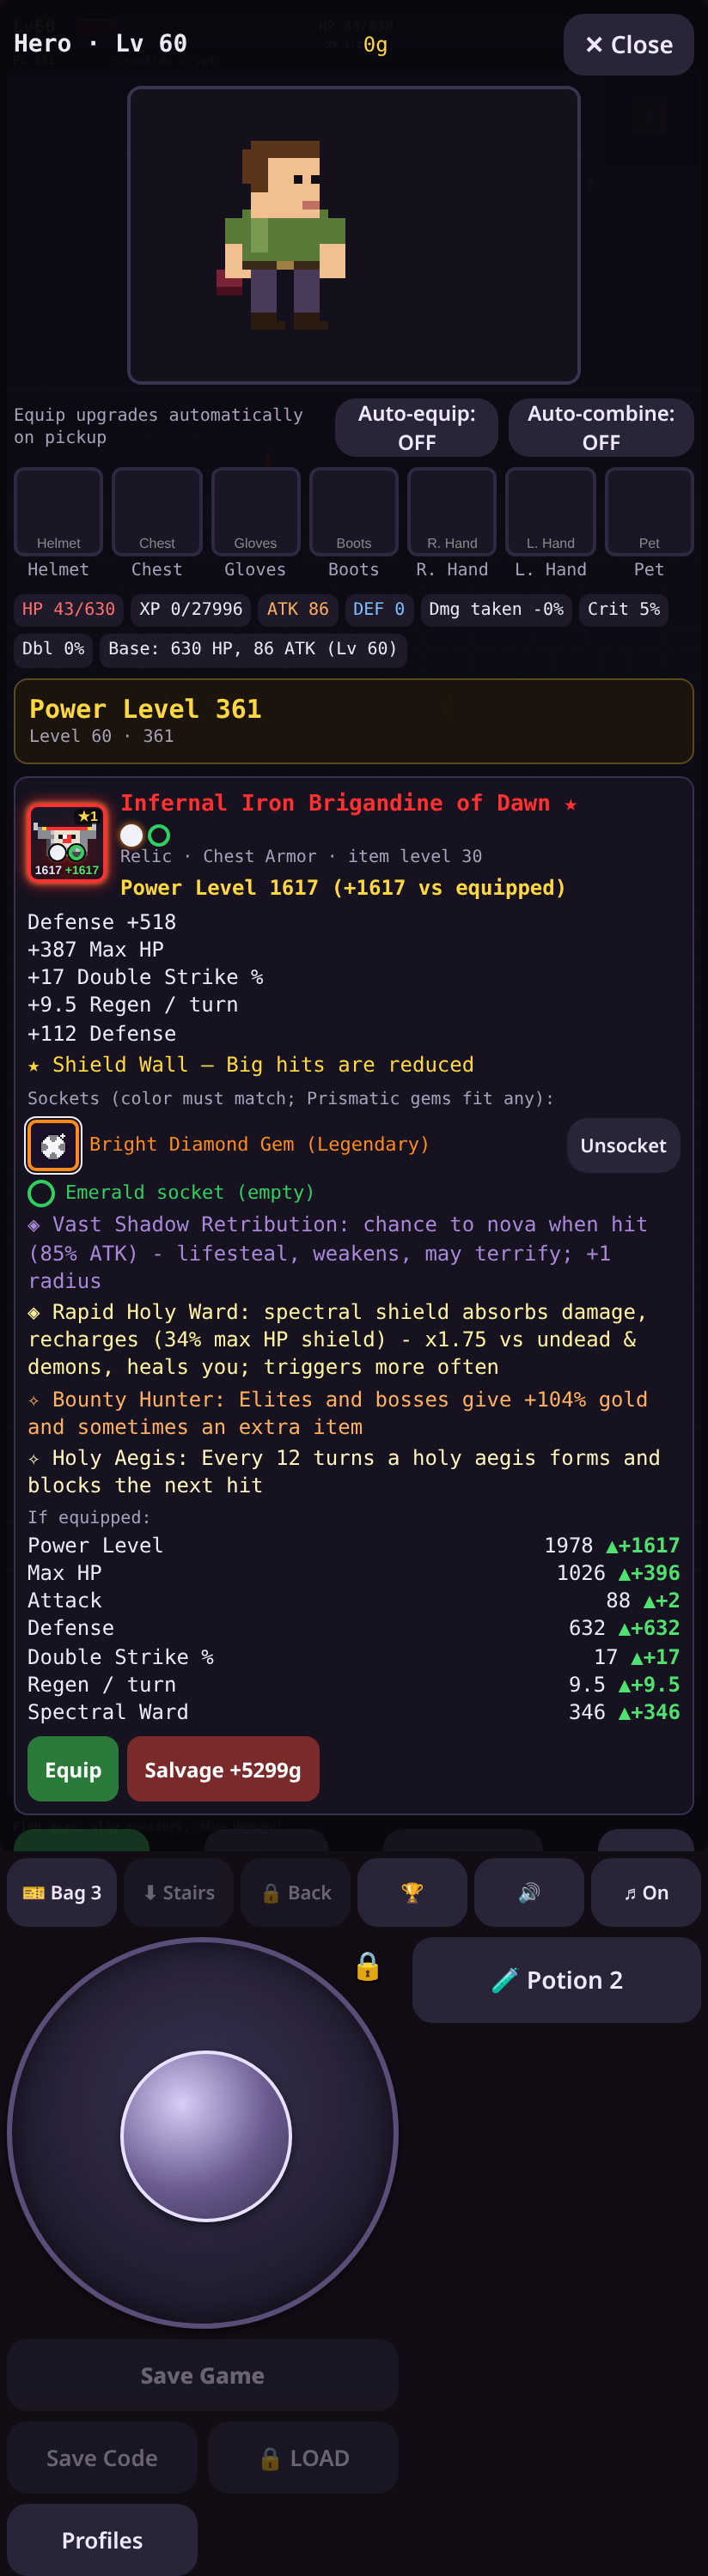 Hero · Lv 60
0g
✕ Close
Equip upgrades automatically
on pickup
Auto-equip:
OFF
Auto-combine:
OFF
Helmet
Chest
Gloves
Boots
R. Hand
L. Hand
Pet
Helmet
Chest
Gloves
Boots
R. Hand
L. Hand
Pet
HP 43/630
XP 0/27996
ATK 86
DEF 0
Dmg taken -0%
Crit 5%
Dbl 0%
Base: 630 HP, 86 ATK (Lv 60)
Power Level 361
Level 60 · 361
★1
1617 +1617
Infernal Iron Brigandine of Dawn ★
Relic · Chest Armor · item level 30
Power Level 1617 (+1617 vs equipped)
Defense +518
+387 Max HP
+17 Double Strike %
+9.5 Regen / turn
+112 Defense
★ Shield Wall — Big hits are reduced
Sockets (color must match; Prismatic gems fit any):
Bright Diamond Gem (Legendary)
Unsocket
Emerald socket (empty)
◈ Vast Shadow Retribution: chance to nova when hit
(85% ATK) - lifesteal, weakens, may terrify; +1
radius
◈ Rapid Holy Ward: spectral shield absorbs damage,
recharges (34% max HP shield) - x1.75 vs undead &
demons, heals you; triggers more often
✧ Bounty Hunter: Elites and bosses give +104% gold
and sometimes an extra item
✧ Holy Aegis: Every 12 turns a holy aegis forms and
blocks the next hit
If equipped:
Power Level 1978 ▲+1617
Max HP 1026 ▲+396
Attack 88 ▲+2
Defense 632 ▲+632
Double Strike % 17 ▲+17
Regen / turn 9.5 ▲+9.5
Spectral Ward 346 ▲+346
Equip
Salvage +5299g
Find gear, slay monsters, dive deeper.
🎫 Bag 3
⬇ Stairs
🔒 Back
🏆
🔊
♬ On
🔒
🧪 Potion 2
Save Game
Save Code
🔒 LOAD
Profiles